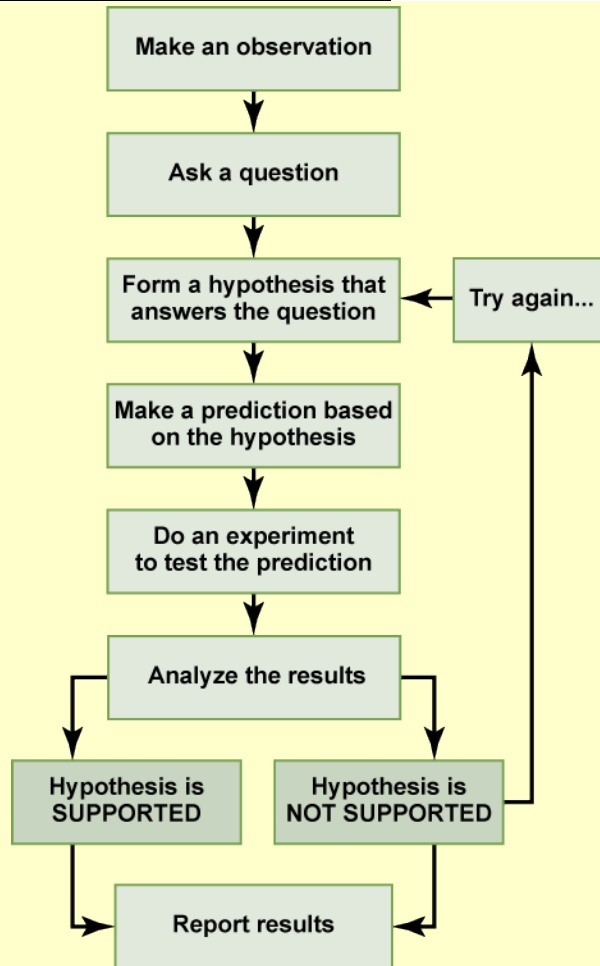 Make an observation
Ask a question
Form a hypothesis that
answers the question
Try again...
Make a prediction based
on the hypothesis
Do an experiment
to test the prediction
Analyze the results
Hypothesis is
SUPPORTED
Hypothesis is
NOT SUPPORTED
Report results